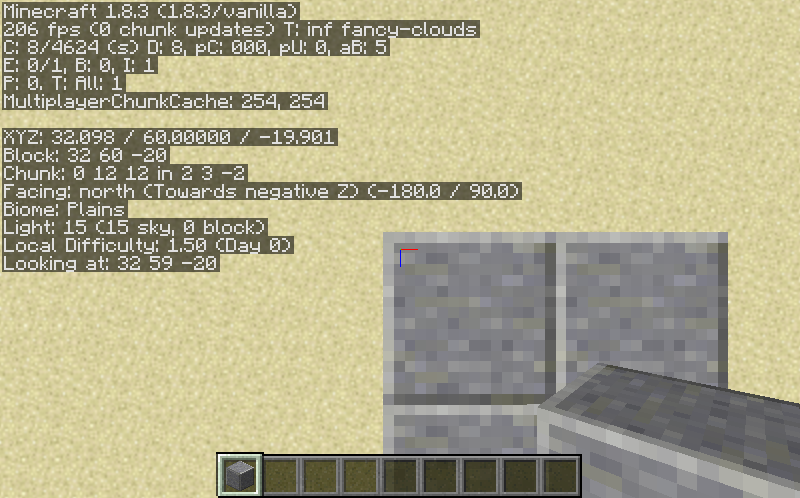 Minecraft 1.8.3 (1.8.3/vanilla)
206 fps (0 chunk updates) T: inf fancy-clouds
C: 8/4624 (s) D: 8, pC: 000, pU: 0, aB: 5
E: 0/1, B: 0, I: 1
P: 0, T: All: 1
MultiplayerChunkCache: 254, 254
XYZ: 32.098 / 60.00000 / -19.901
Block: 32 60 -20
Chunk: 0 12 12 in 2 3 -2
Facing: north (Towards negative Z) (-180.0 / 90.0)
Biome: Plains
Light: 15 (15 sky, 0 block)
Local Difficulty: 1.50 (Day 0)
Looking at: 32 59 -20